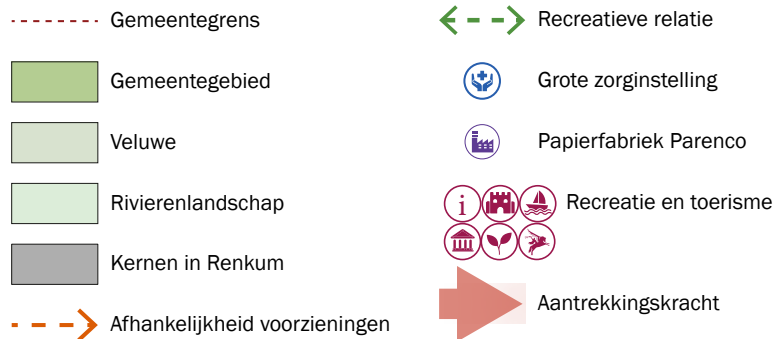 Gemeentegrens
Gemeentegebied
Veluwe
Rivierenlandschap
Kernen in Renkum
Afhankelijkheid voorzieningen
Recreatieve relatie
Grote zorginstelling
Papierfabriek Parenco
i
Recreatie en toerisme
Aantrekkingskracht